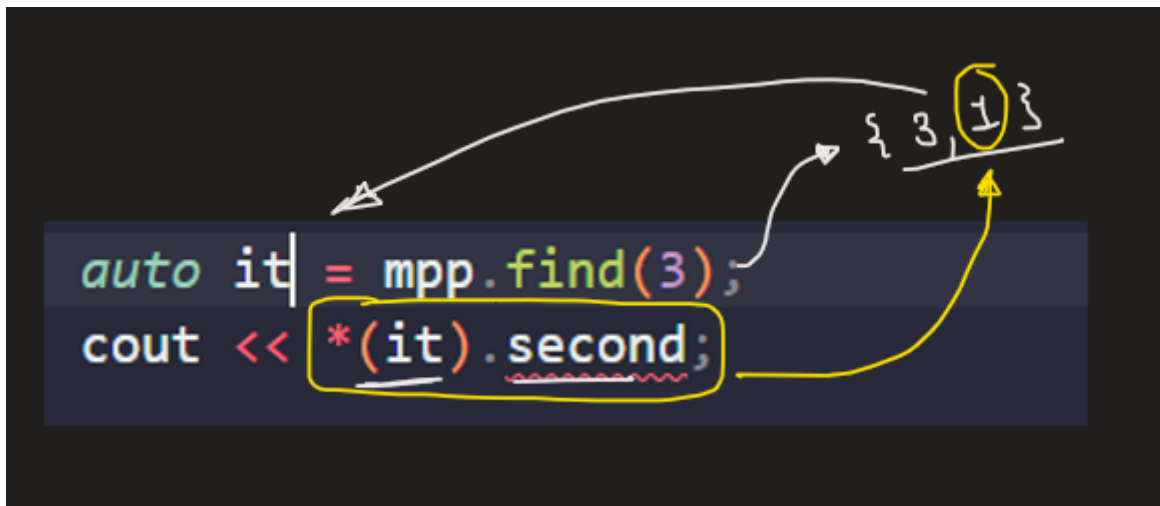 { 3, 1 }
auto it = mpp.find(3);
cout << *(it).second;